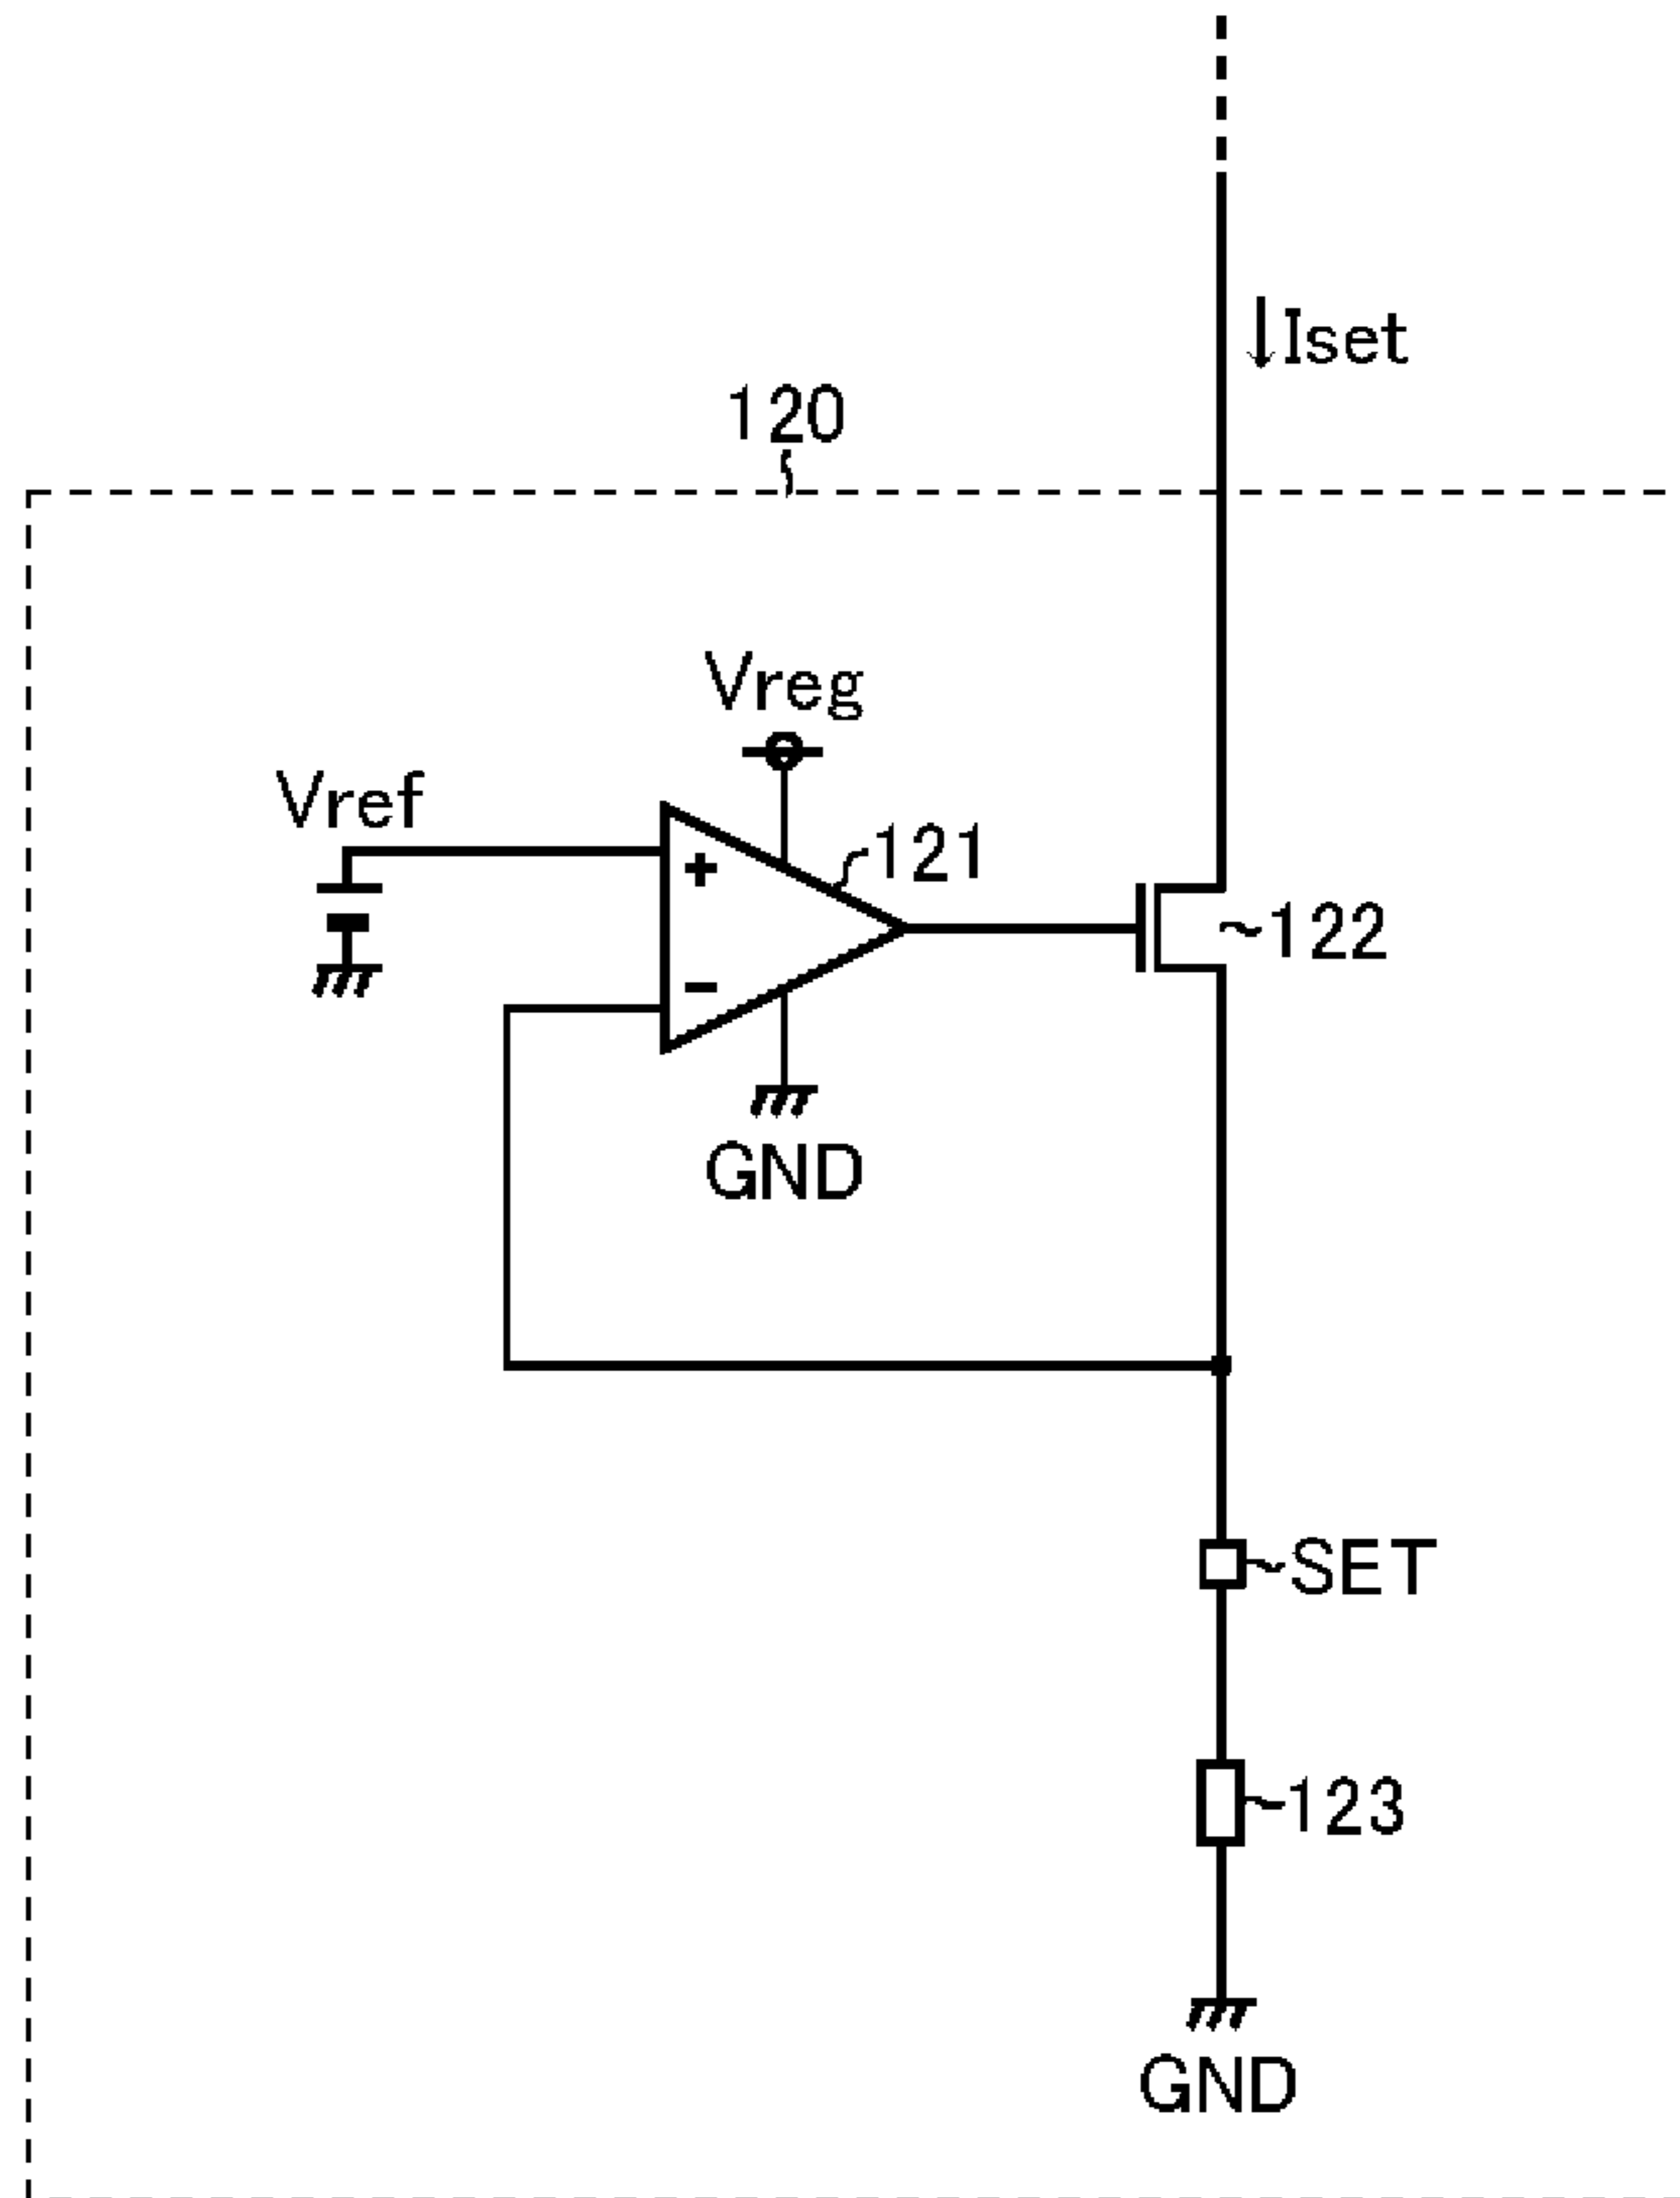 Iset
120
Vreg
Vref
+
121
~122
-
GND
~SET
~123
GND